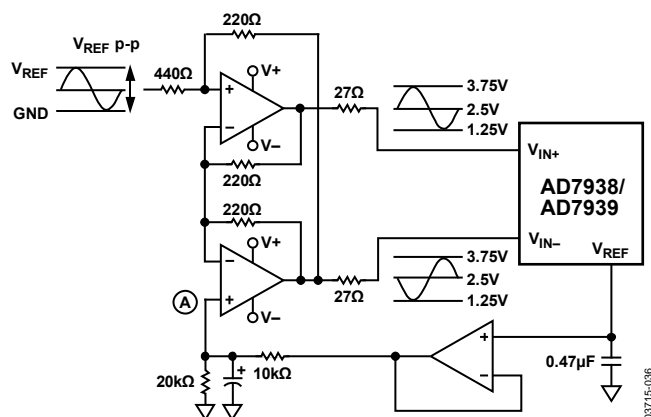 220Ω
V_REF p-p
V_REF
440Ω
GND
+
V+
−
V−
27Ω
3.75V
2.5V
1.25V
220Ω
V_IN+
AD7938/
AD7939
220Ω
V+
−
+
V−
V_IN−
V_REF
27Ω
3.75V
2.5V
1.25V
A
+
−
0.47µF
20kΩ
+
10kΩ
03715-036